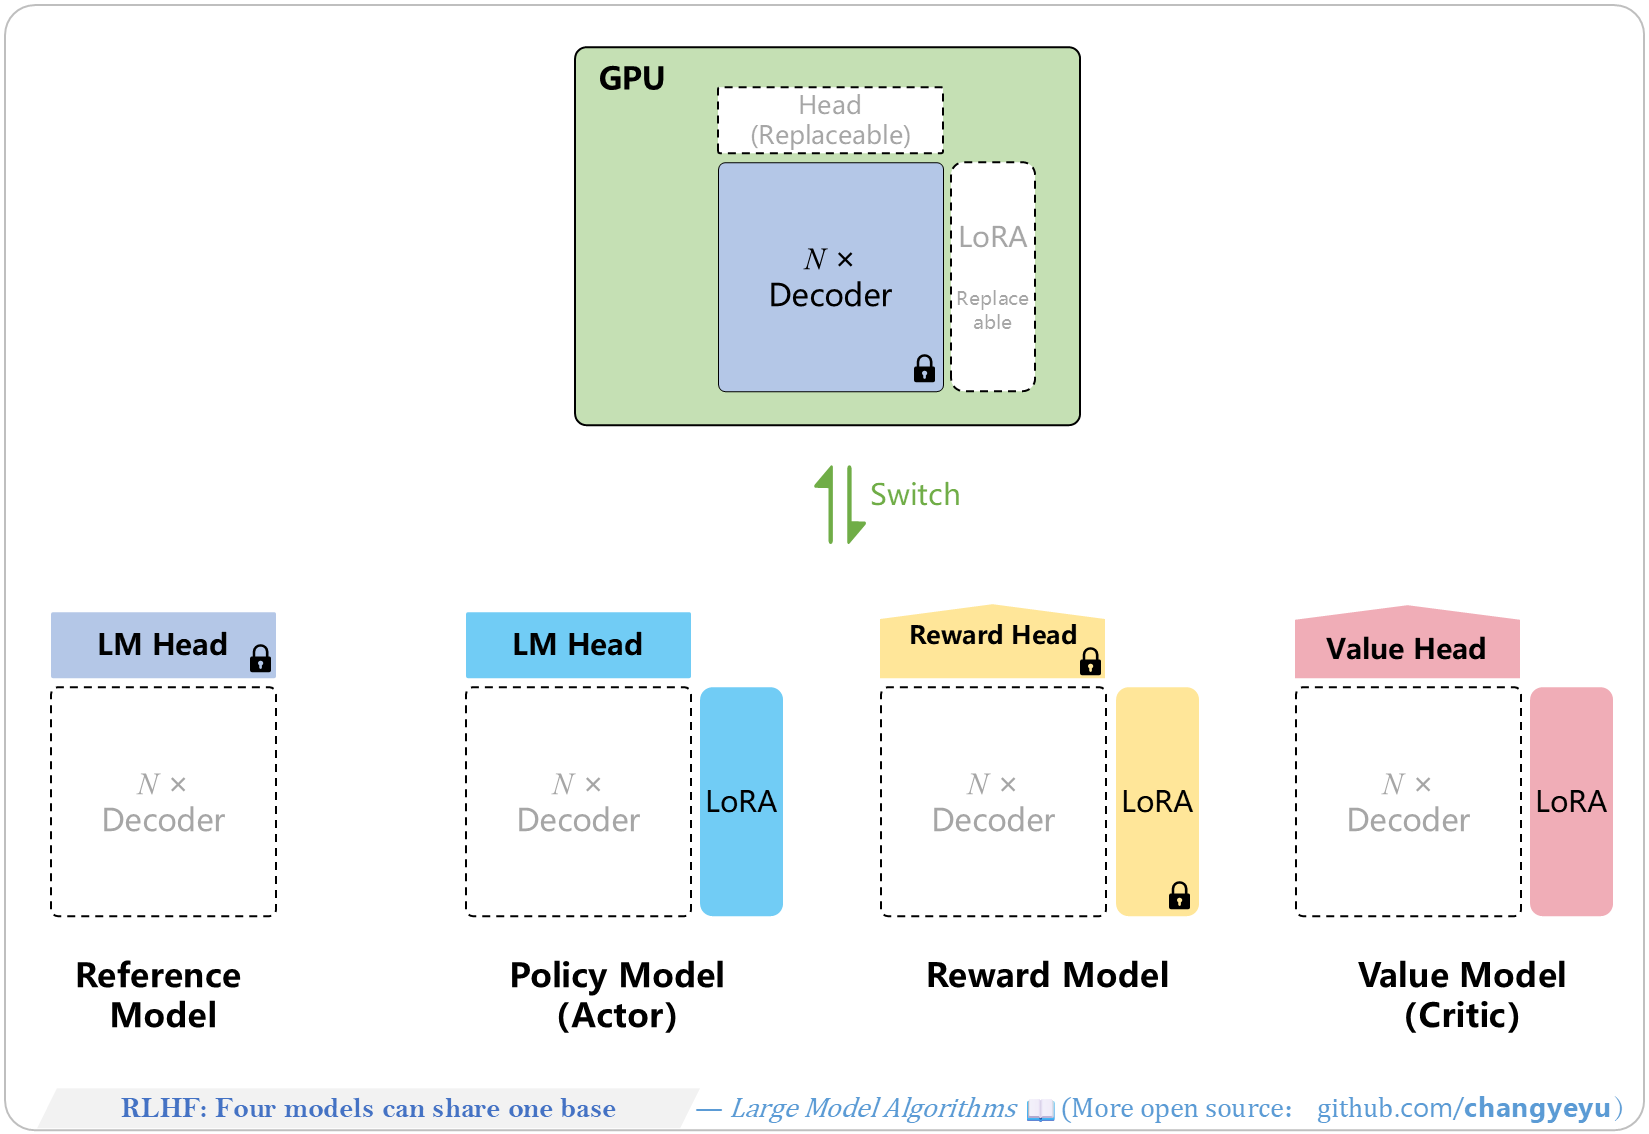 GPU
Head
(Replaceable)
N ×
Decoder
LoRA
Replace
able
Switch
LM Head
N ×
Decoder
Reference
Model
LM Head
N ×
Decoder
LoRA
Policy Model
(Actor)
Reward Head
N ×
Decoder
LoRA
Reward Model
Value Head
N ×
Decoder
LoRA
Value Model
(Critic)
RLHF: Four models can share one base — Large Model Algorithms 📖 (More open source： github.com/changyeyu）